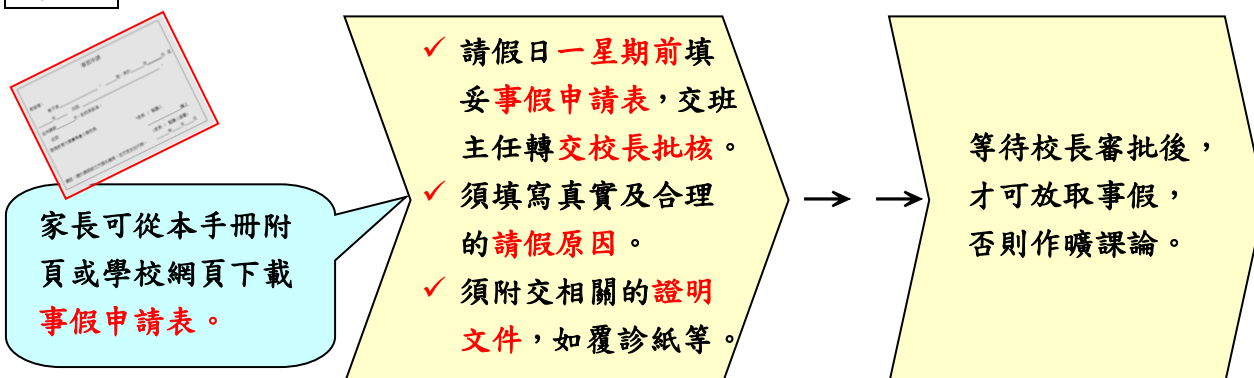 家長可從本手冊附
頁或學校網頁下載
事假申請表。
✓ 請假日一星期前填
妥事假申請表，交班
主任轉交校長批核。
✓ 須填寫真實及合理
的請假原因。
✓ 須附交相關的證明
文件，如覆診紙等。
等待校長審批後，
才可放取事假，
否則作曠課論。